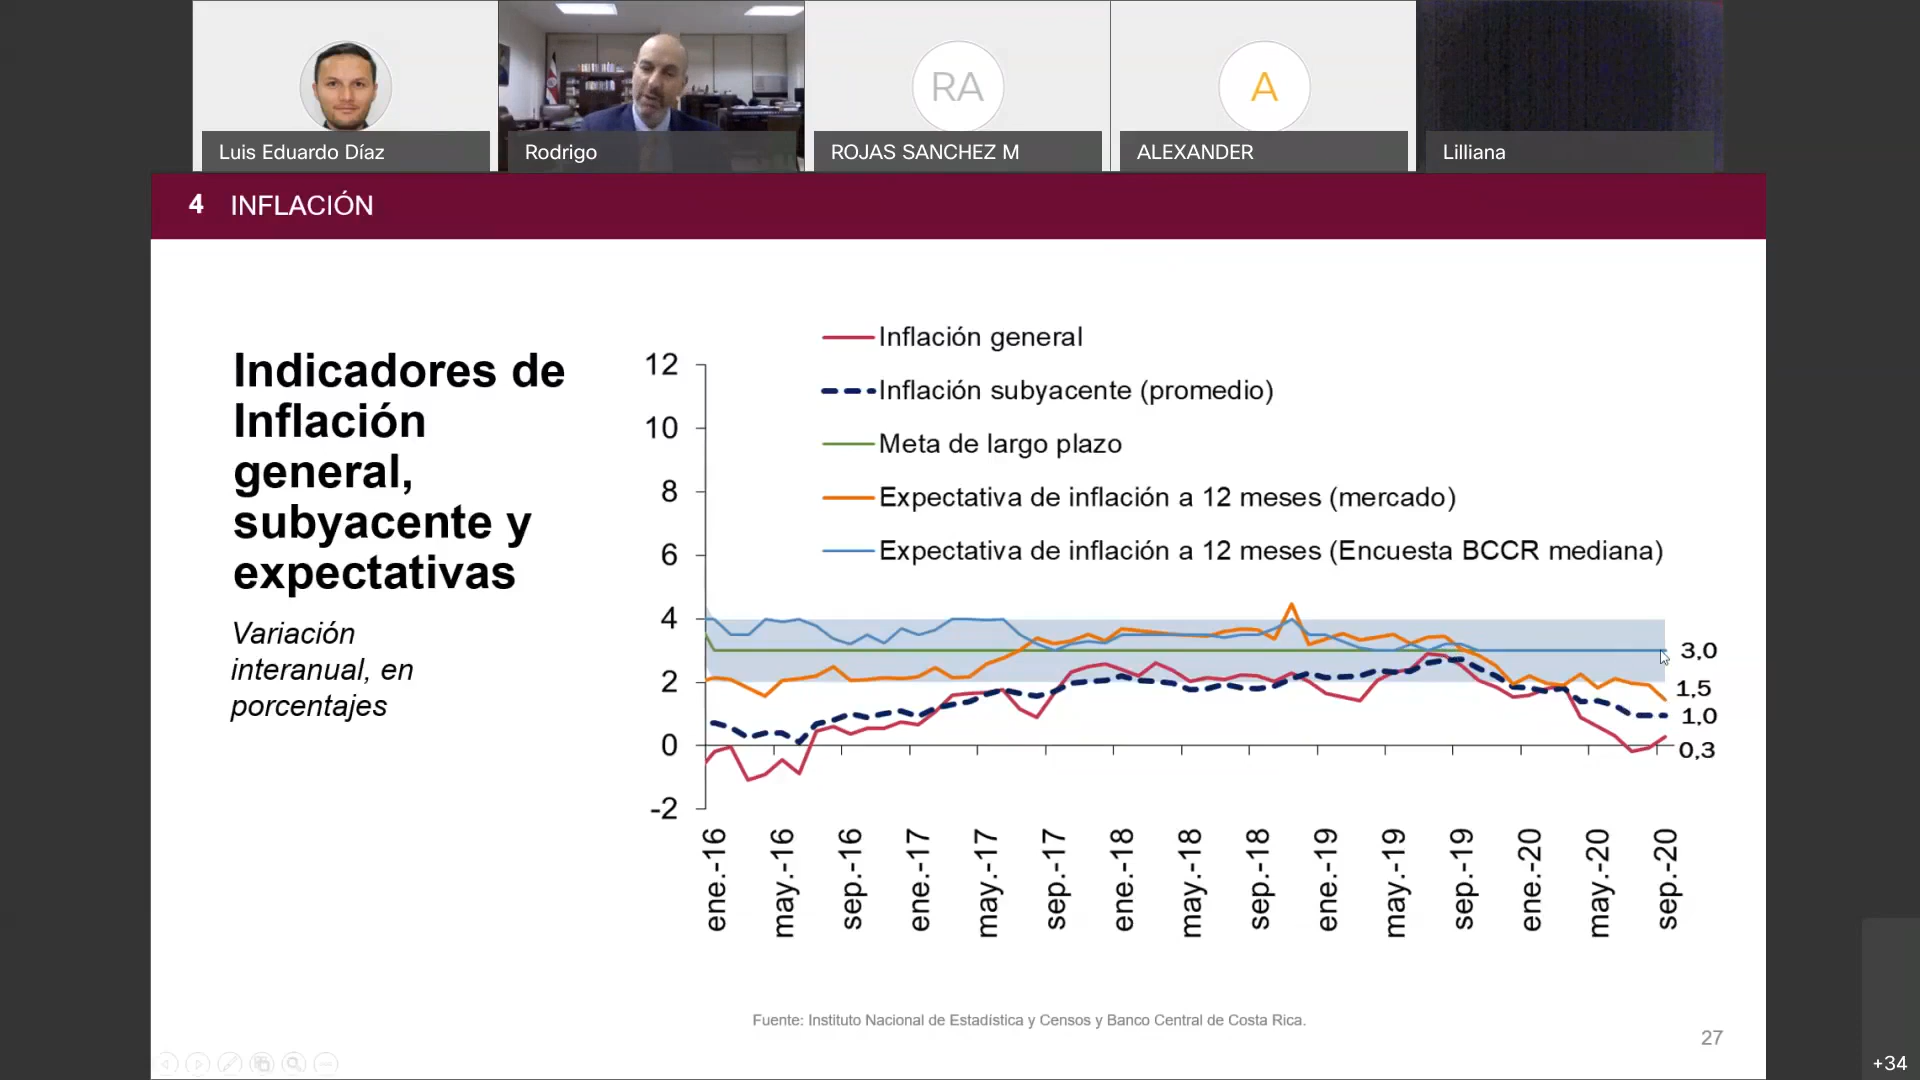 RA
A
Luis Eduardo Díaz
Rodrigo
ROJAS SANCHEZ M
ALEXANDER
Lilliana
4 INFLACIÓN
Indicadores de
Inflación
general,
subyacente y
expectativas
Variación
interanual, en
porcentajes
Inflación general
Inflación subyacente (promedio)
Meta de largo plazo
Expectativa de inflación a 12 meses (mercado)
Expectativa de inflación a 12 meses (Encuesta BCCR mediana)
12
10
8
6
4
2
0
-2
3,0
1,5
1,0
0,3
ene.-16
may.-16
sep.-16
ene.-17
may.-17
sep.-17
ene.-18
may.-18
sep.-18
ene.-19
may.-19
sep.-19
ene.-20
may.-20
sep.-20
Fuente: Instituto Nacional de Estadística y Censos y Banco Central de Costa Rica.
27
+34